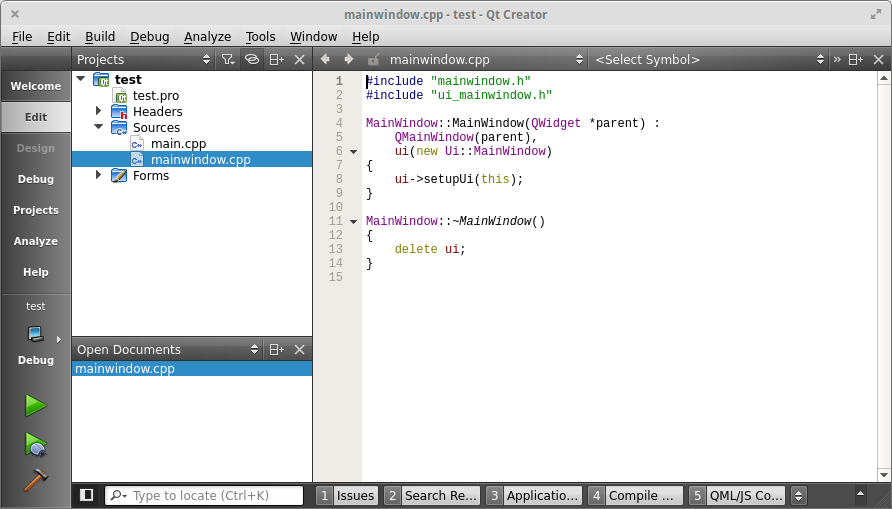 mainwindow.cpp - test - Qt Creator
File Edit Build Debug Analyze Tools Window Help
Projects
mainwindow.cpp
<Select Symbol>
»
Welcome
Edit
Design
Debug
Projects
Analyze
Help
test
Debug
test
test.pro
Headers
Sources
main.cpp
mainwindow.cpp
Forms
Open Documents
mainwindow.cpp
1 #include "mainwindow.h"
2 #include "ui_mainwindow.h"
3
4 MainWindow::MainWindow(QWidget *parent) :
5     QMainWindow(parent),
6     ui(new Ui::MainWindow)
7 {
8     ui->setupUi(this);
9 }
10
11 MainWindow::~MainWindow()
12 {
13     delete ui;
14 }
15
Type to locate (Ctrl+K)
1 Issues
2 Search Re...
3 Applicatio...
4 Compile ...
5 QML/JS Co...